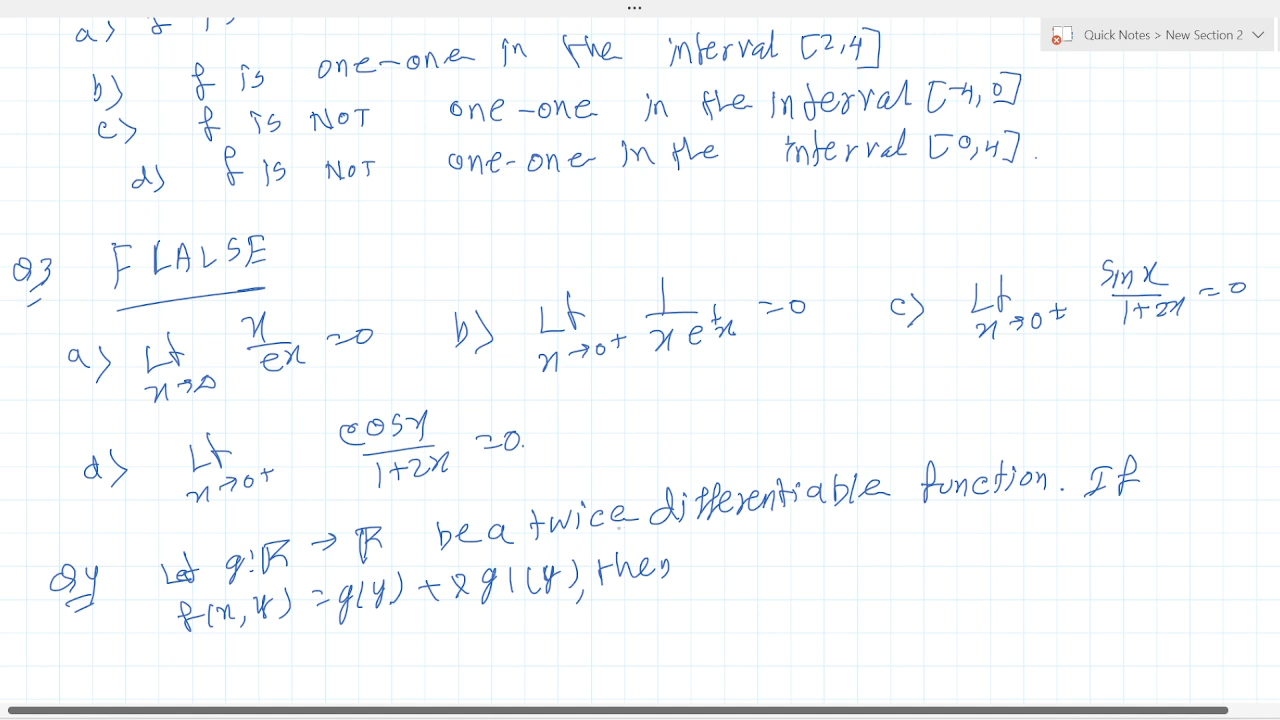 ...
Quick Notes > New Section 2
a)
b) f is one-one in the interval [2,4]
c) f is NOT one-one in the interval [-4,0]
d) f is NOT one-one in the interval [0,4].
Q3 FLALSE
a) Lt x→0 x/ex =0 b) Lt x→0+ 1/(x e^(1/x)) =0 c) Lt x→0+ Sin x/(1+2x) =0
d) Lt x→0+ cos x/(1+2x) =0.
Q4 Let g:R → R be a twice differentiable function. If
f(x,y) =g(y) + x g|(y), then